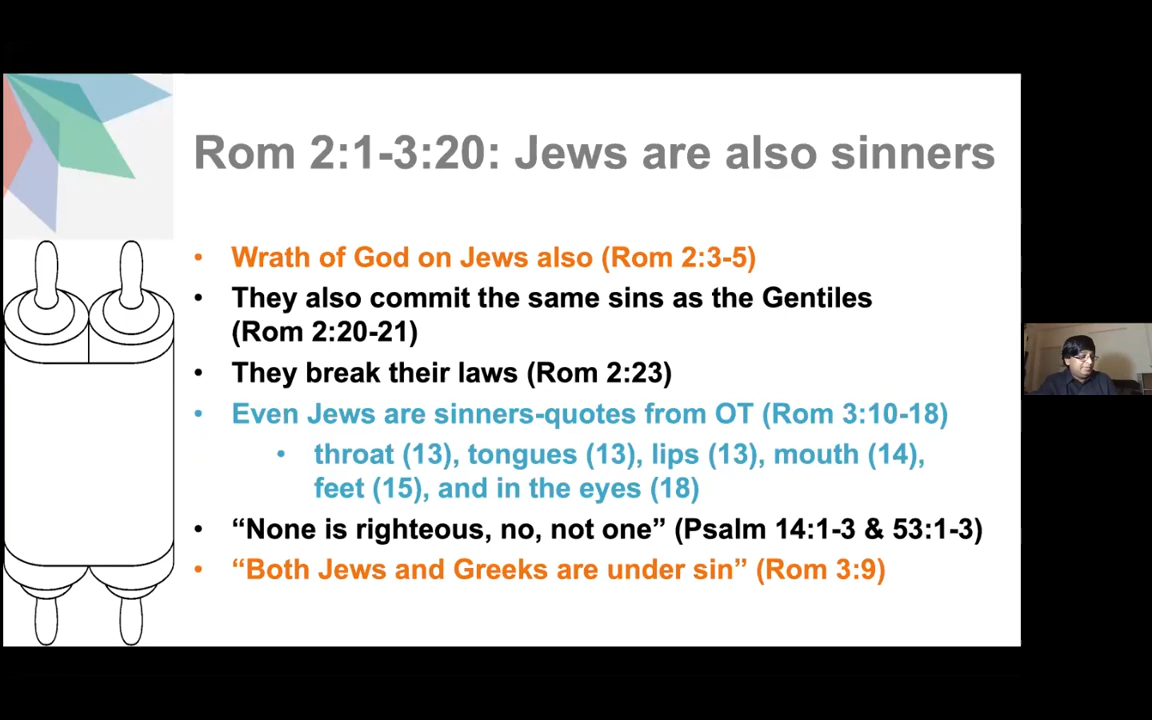 Rom 2:1-3:20: Jews are also sinners
• Wrath of God on Jews also (Rom 2:3-5)
• They also commit the same sins as the Gentiles
(Rom 2:20-21)
• They break their laws (Rom 2:23)
• Even Jews are sinners-quotes from OT (Rom 3:10-18)
• throat (13), tongues (13), lips (13), mouth (14),
feet (15), and in the eyes (18)
• “None is righteous, no, not one” (Psalm 14:1-3 & 53:1-3)
• “Both Jews and Greeks are under sin” (Rom 3:9)